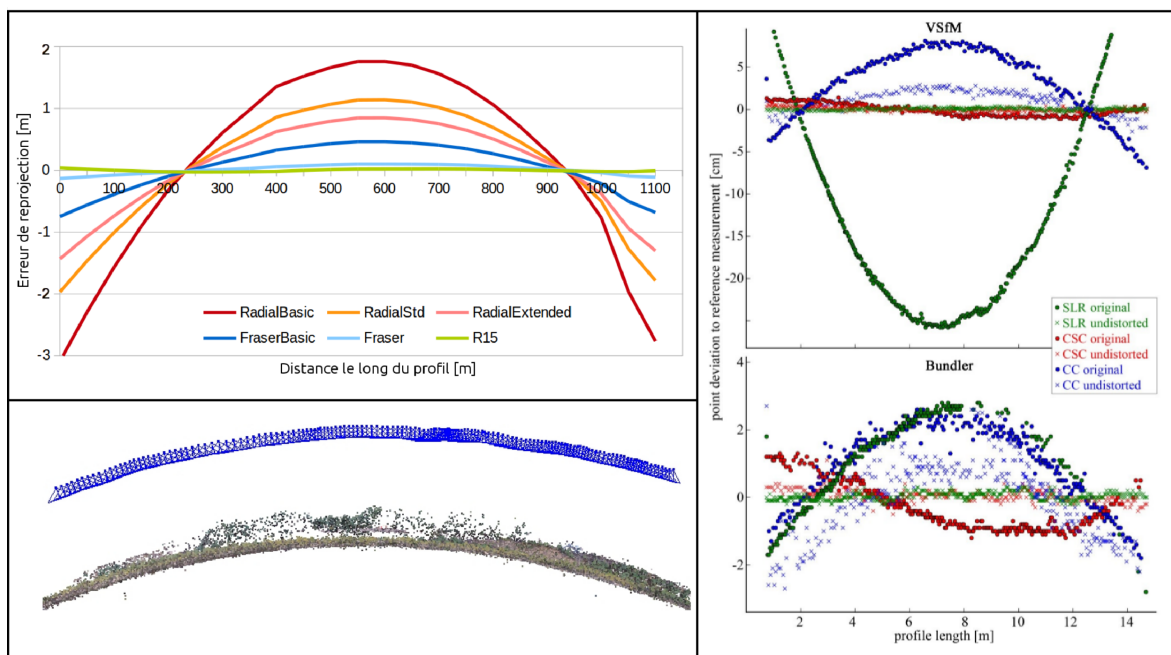 2
1
0
-1
-2
-3
0 100 200 300 400 500 600 700 800 900 1000 1100
Erreur de reprojection [m]
RadialBasic RadialStd RadialExtended
FraserBasic Fraser R15
Distance le long du profil [m]
VSfM
5
0
-5
-10
-15
-20
point deviation to reference measurement [cm]
SLR original
SLR undistorted
CSC original
CSC undistorted
CC original
CC undistorted
Bundler
4
2
0
-2
2 4 6 8 10 12 14
profile length [m]